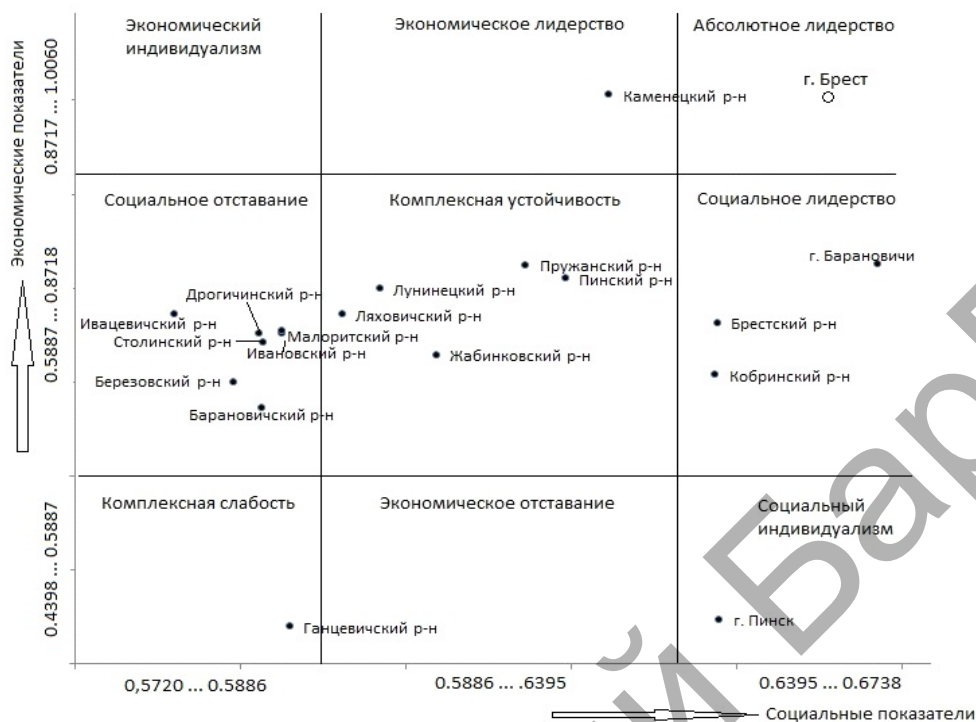 Экономический
индивидуализм
Экономическое лидерство
Абсолютное лидерство
Экономические показатели
0.8717 ... 1.0060
Каменецкий р-н
г. Брест
Социальное отставание
Комплексная устойчивость
Социальное лидерство
0.5887 ... 0.8718
г. Барановичи
Пружанский р-н
Пинский р-н
Дрогичинский р-н
Лунинецкий р-н
Ивацевичский р-н
Ляховичский р-н
Брестский р-н
Столинский р-н
Малоритский р-н
Ивановский р-н
Жабинковский р-н
Березовский р-н
Кобринский р-н
Барановичский р-н
Комплексная слабость
Экономическое отставание
Социальный
индивидуализм
0.4398 ... 0.5887
Ганцевичский р-н
г. Пинск
0,5720 ... 0.5886
0.5886 ... .6395
0.6395 ... 0.6738
Социальные показатели
й Бар